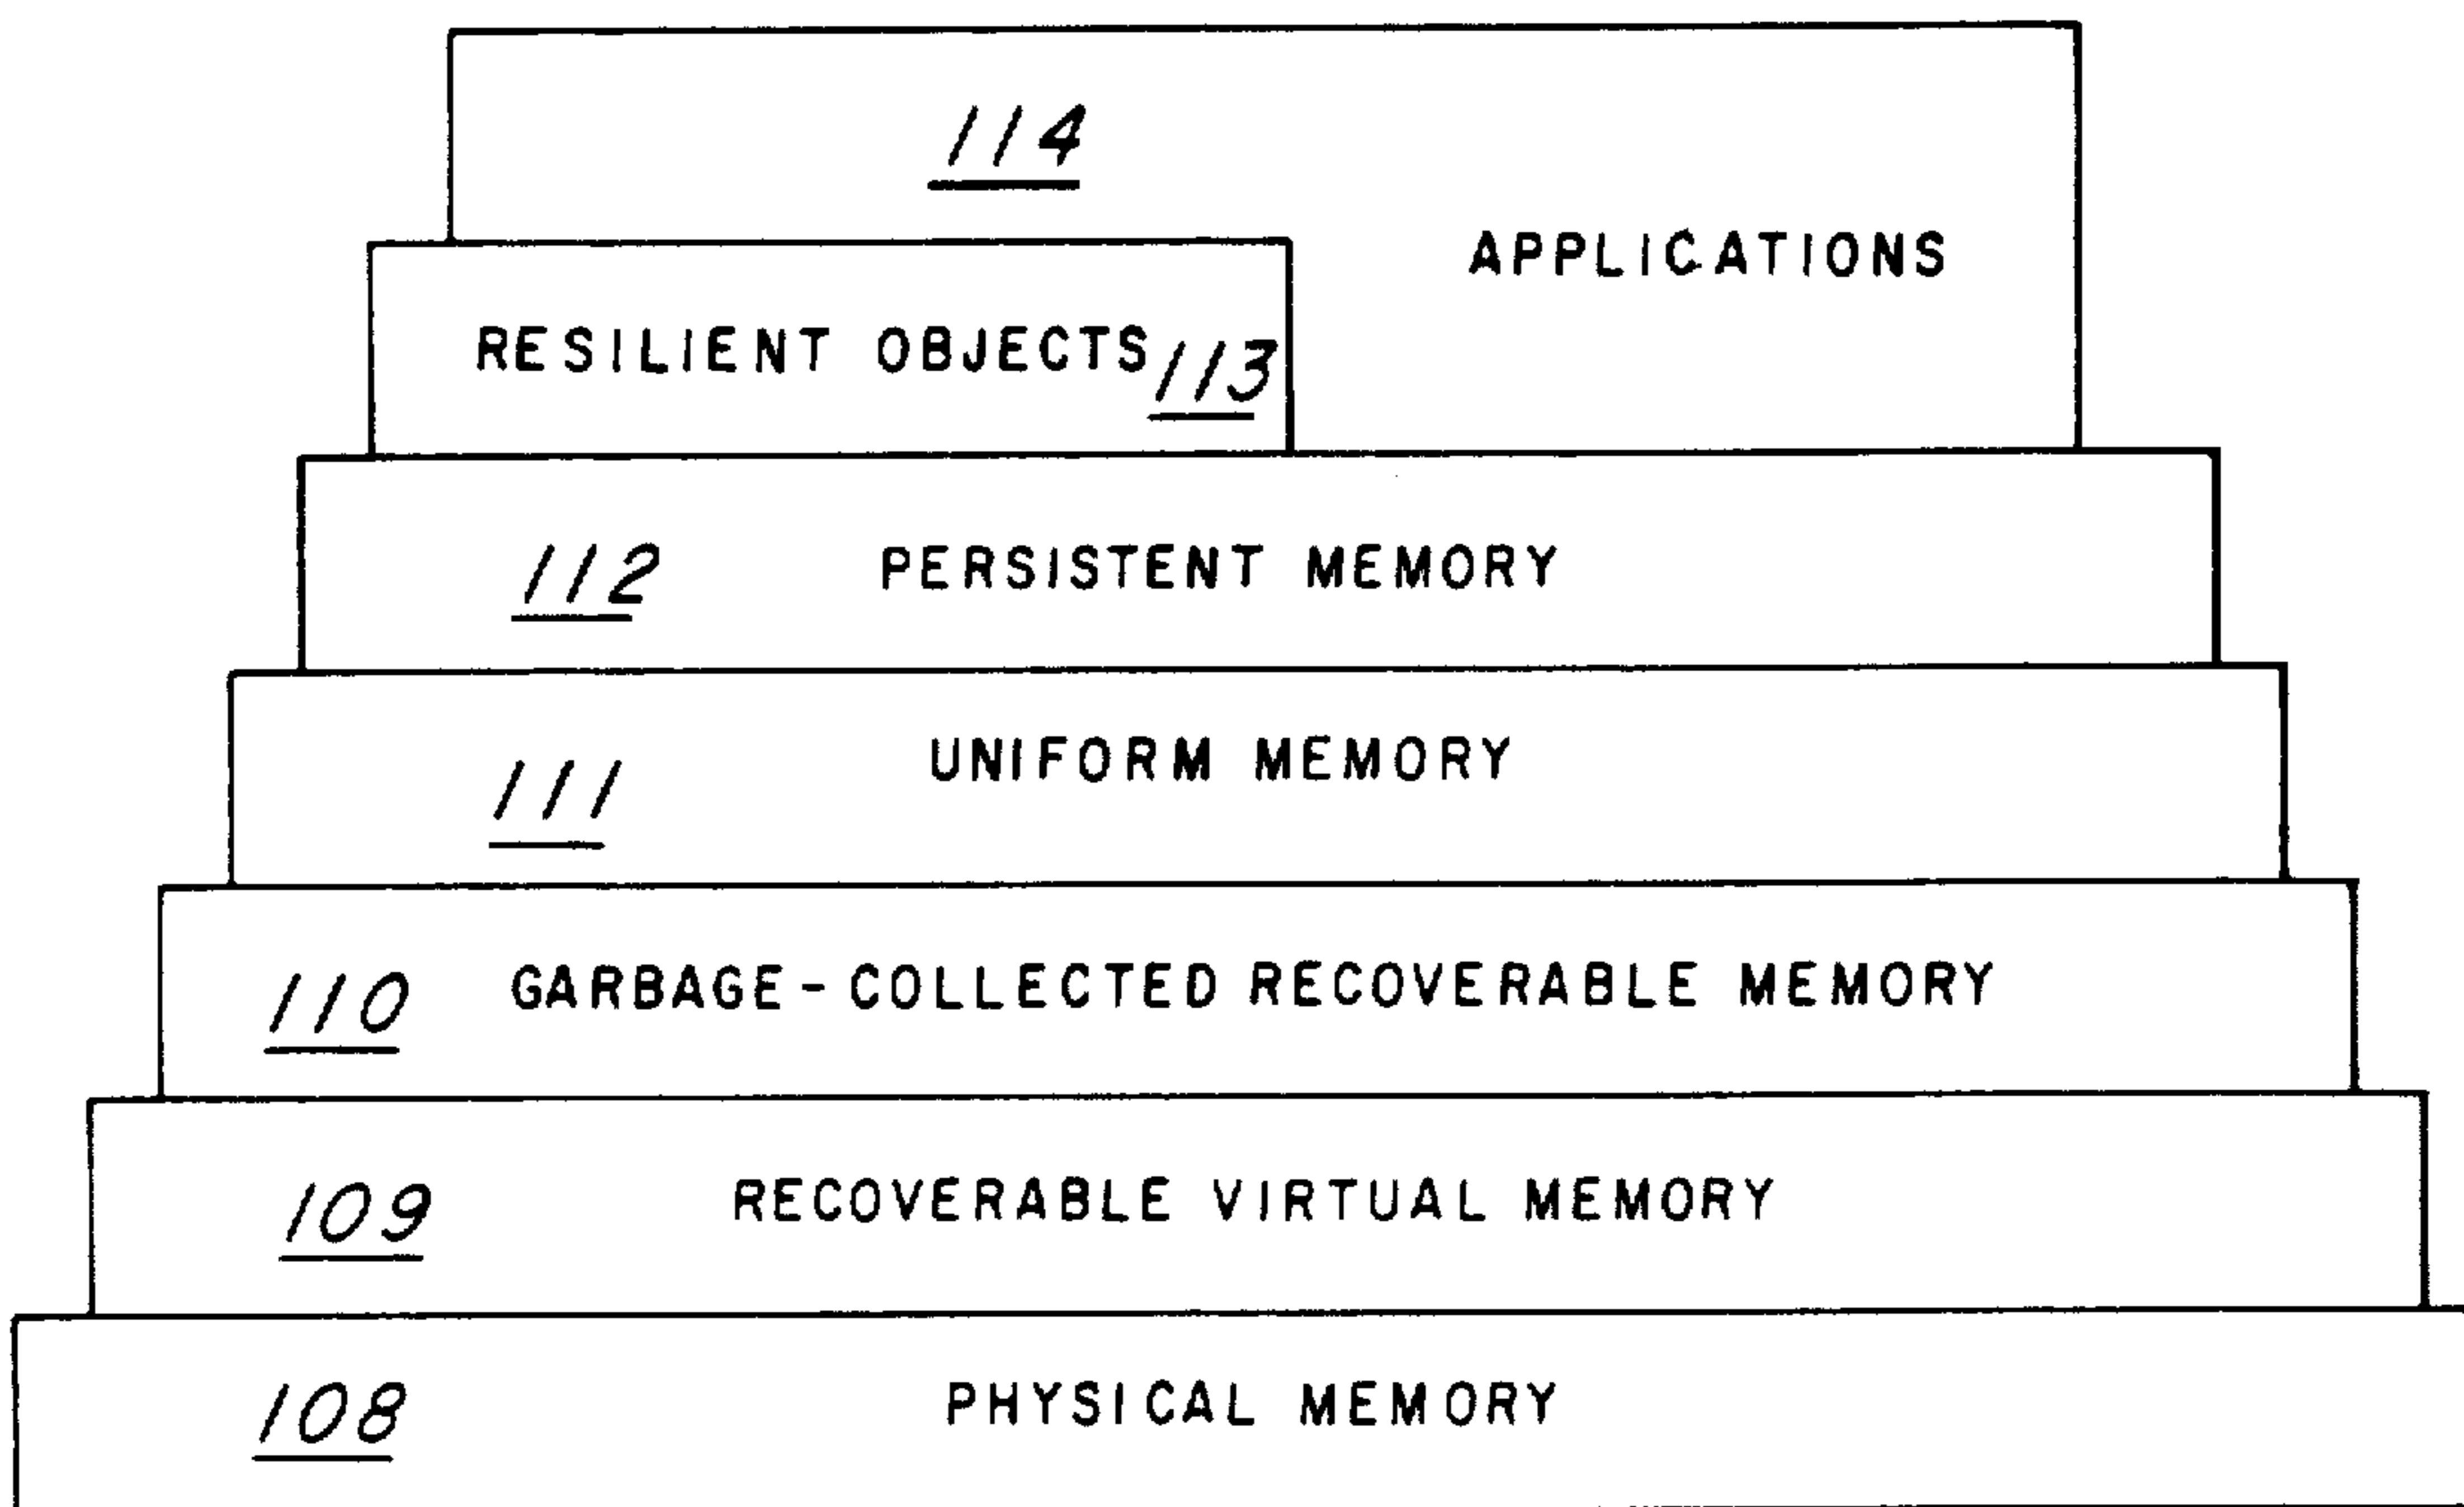 114
APPLICATIONS
RESILIENT OBJECTS 113
112 PERSISTENT MEMORY
111 UNIFORM MEMORY
110 GARBAGE-COLLECTED RECOVERABLE MEMORY
109 RECOVERABLE VIRTUAL MEMORY
108 PHYSICAL MEMORY